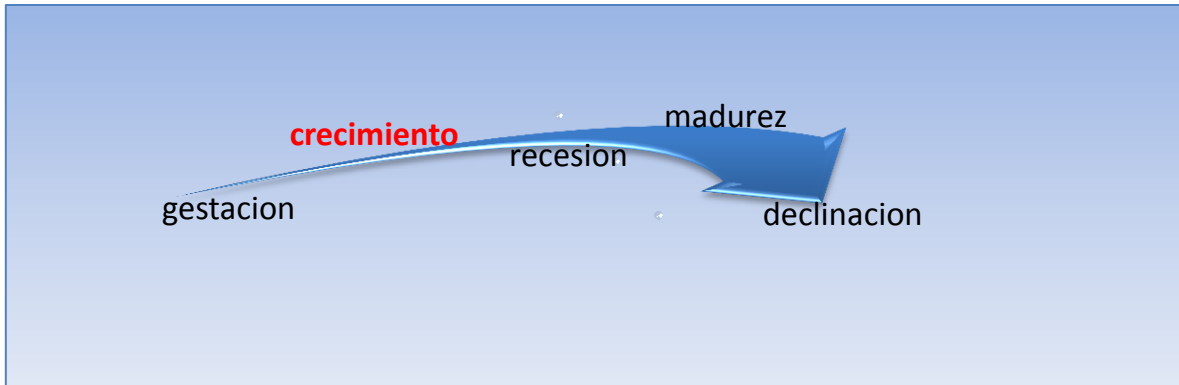 madurez
crecimiento
recesion
gestacion
declinacion